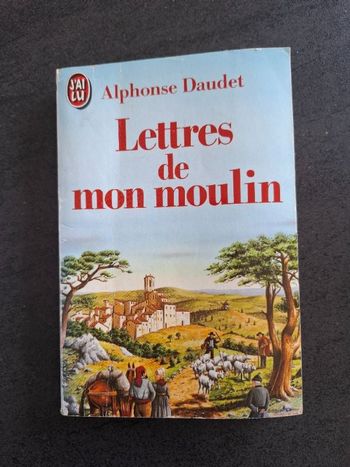 J'AI
LU
Alphonse Daudet
Lettres
de
mon moulin